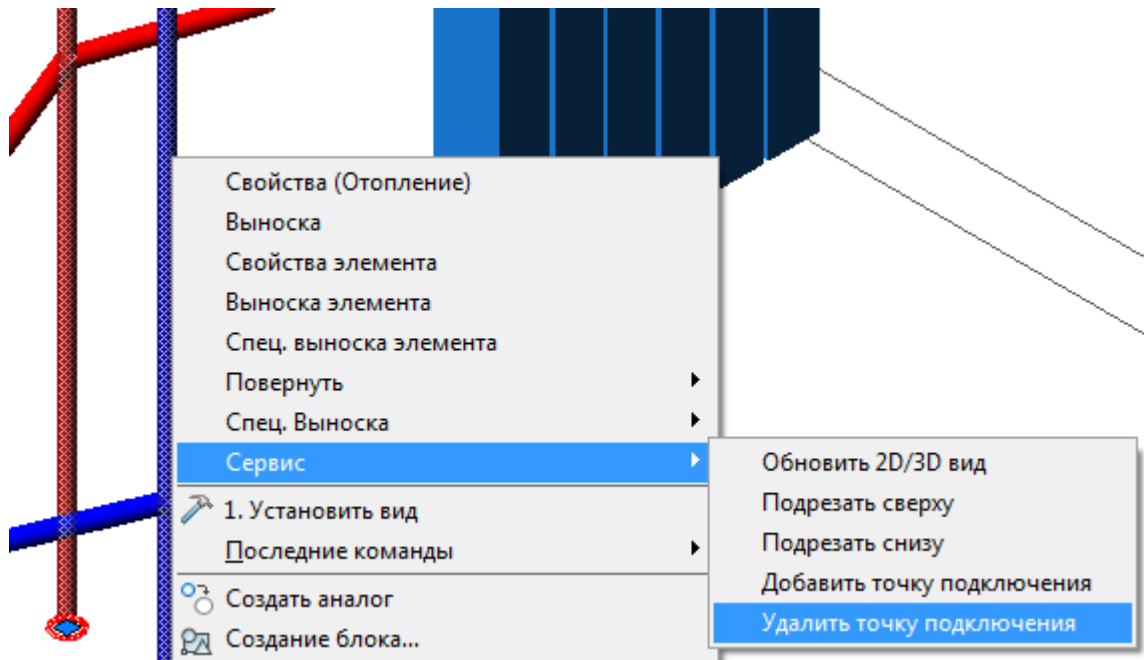 Свойства (Отопление)
Выноска
Свойства элемента
Выноска элемента
Спец. выноска элемента
Повернуть
Спец. Выноска
Сервис
1. Установить вид
Последние команды
Создать аналог
Создание блока...
Обновить 2D/3D вид
Подрезать сверху
Подрезать снизу
Добавить точку подключения
Удалить точку подключения